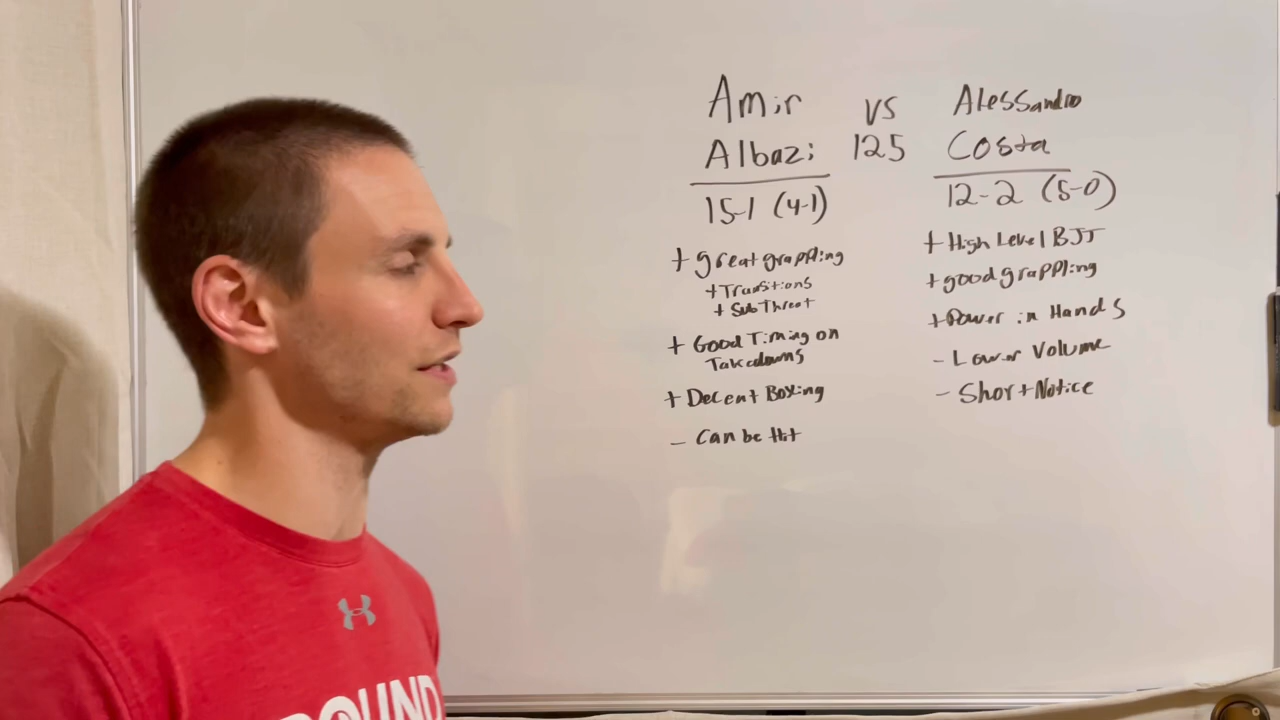 Amir vs Alessandro
Albazi 125 Costa
15-1 (4-1) 12-2 (5-0)
+ great grappling
+ Transitions
+ Sub Threat
+ Good Timing on
Takedowns
+ Decent Boxing
- Can be Hit
+ High Level BJJ
+ good grappling
+ Power in Hands
- Lower Volume
- Short Notice
ROUND